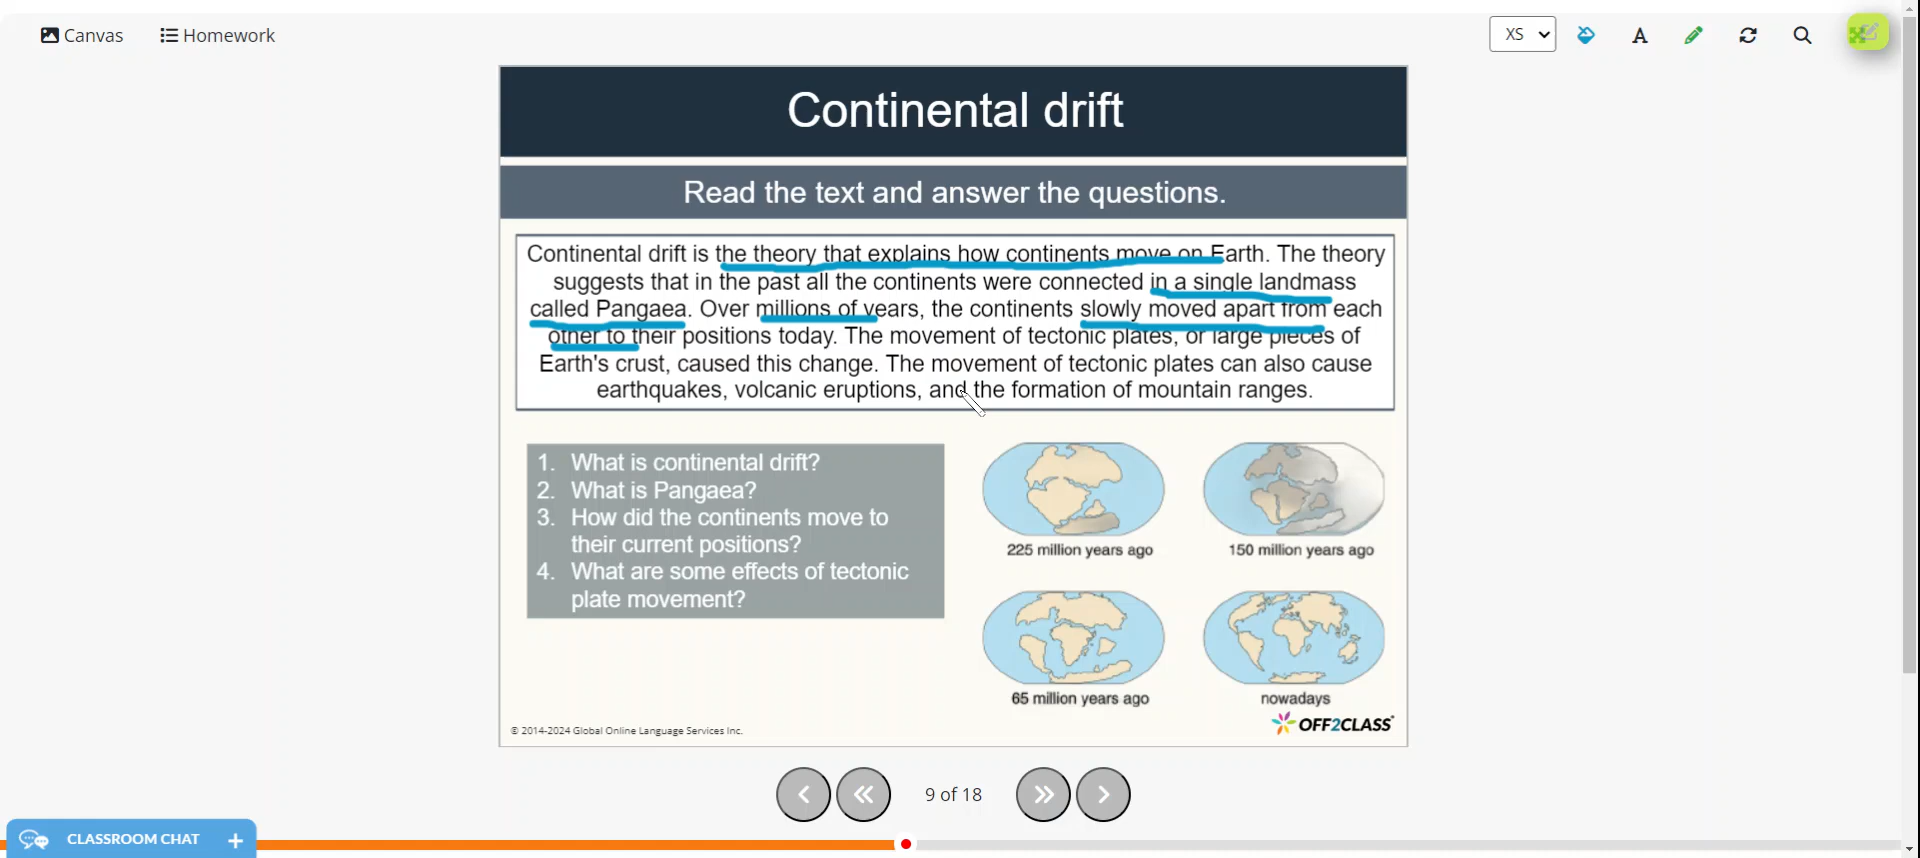 Canvas Homework XS
Continental drift
Read the text and answer the questions.
Continental drift is the theory that explains how continents move on Earth. The theory
suggests that in the past all the continents were connected in a single landmass
called Pangaea. Over millions of years, the continents slowly moved apart from each
other to their positions today. The movement of tectonic plates, or large pieces of
Earth's crust, caused this change. The movement of tectonic plates can also cause
earthquakes, volcanic eruptions, and the formation of mountain ranges.
1. What is continental drift?
2. What is Pangaea?
3. How did the continents move to
their current positions?
4. What are some effects of tectonic
plate movement?
225 million years ago
150 million years ago
65 million years ago
nowadays
© 2014-2024 Global Online Language Services Inc.
OFF2CLASS
9 of 18
CLASSROOM CHAT +